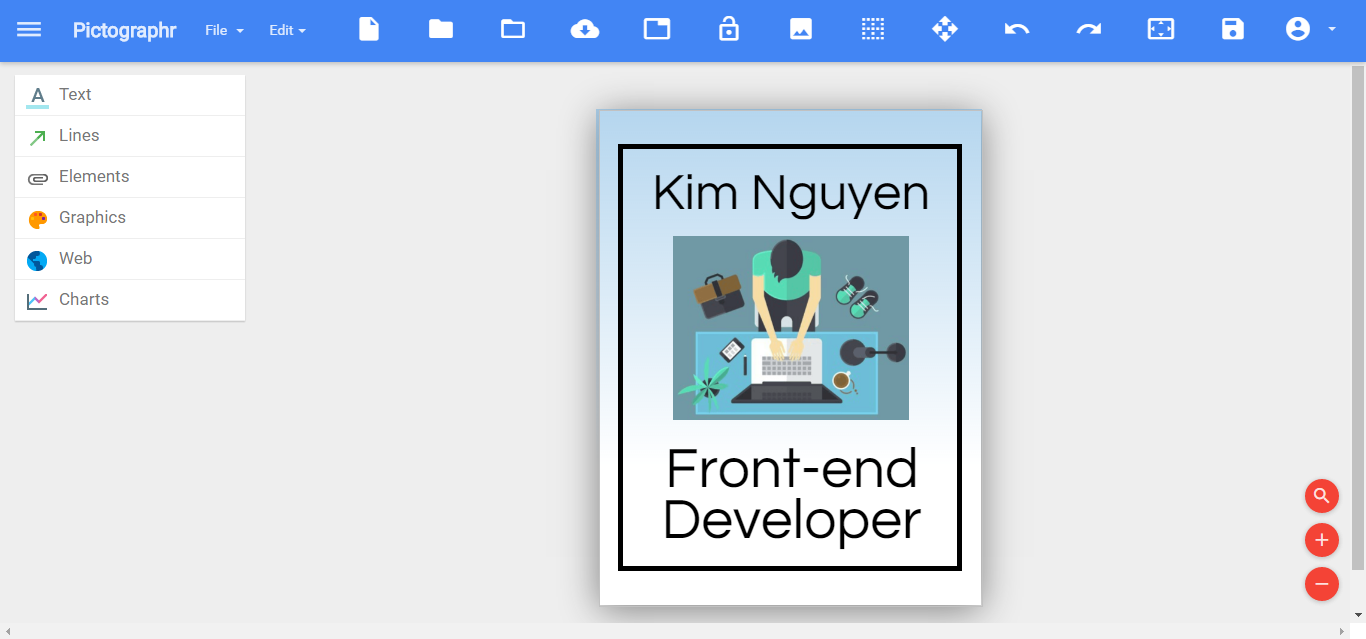 Pictographr File Edit
Text
Lines
Elements
Graphics
Web
Charts
Kim Nguyen
Front-end
Developer